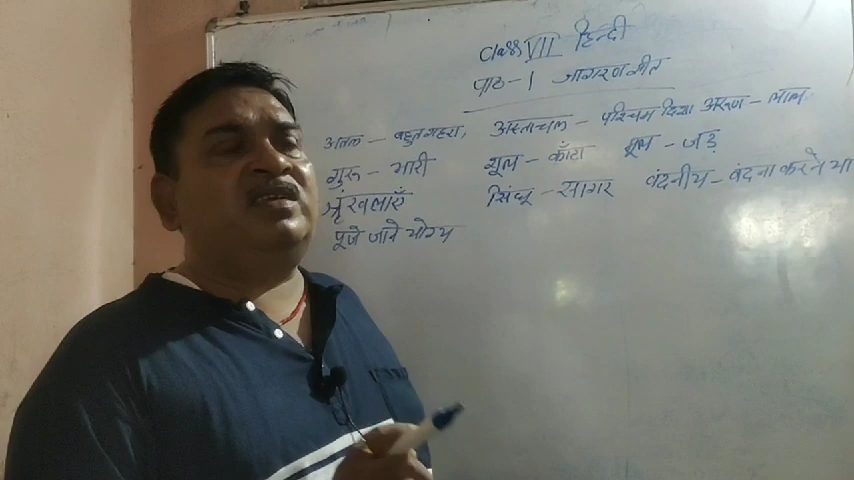 Class VII हिन्दी
पाठ-1 जागरण गीत
अतल - बहुत गहरा, अस्ताचल - पश्चिम दिशा अरुण - लाल
गुरू - भारी शूल - काँटा मूल - जड़
श्रृंखलाएँ सिंधू - सागर वंदनीय - वंदना करने या
पूजे जाने योग्य